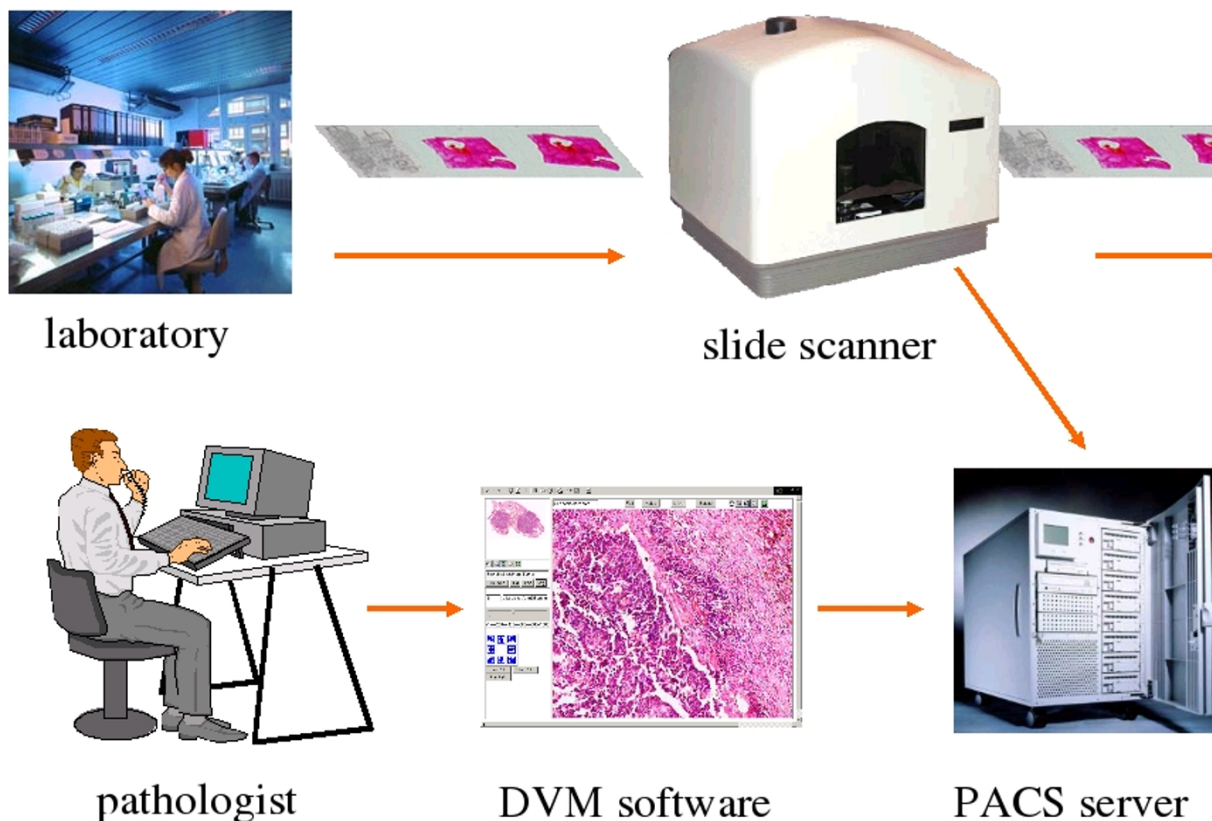 laboratory
slide scanner
pathologist
DVM software
PACS server